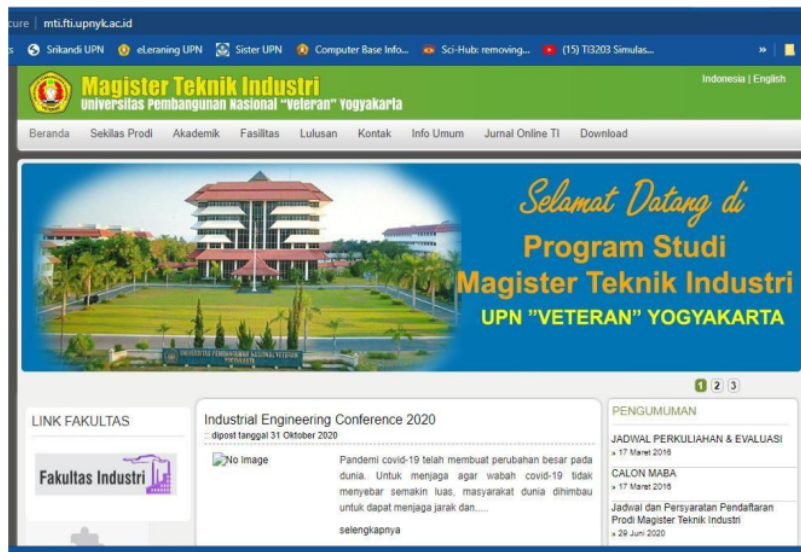 cure | mti.fti.upnyk.ac.id
s Srikandi UPN eLeraning UPN Sister UPN Computer Base Info... Sci-Hub: removing... (15) TI3203 Simulas... »
Magister Teknik Industri
Universitas Pembangunan Nasional "Veteran" Yogyakarta
Indonesia | English
Beranda Sekilas Prodi Akademik Fasilitas Lulusan Kontak Info Umum Jurnal Online TI Download
Selamat Datang di
Program Studi
Magister Teknik Industri
UPN "VETERAN" YOGYAKARTA
UNIVERSITAS PEMBANGUNAN NASIONAL VETERAN
YOGYAKARTA
1 2 3
LINK FAKULTAS
Fakultas Industri
Industrial Engineering Conference 2020
:: dipost tanggal 31 Oktober 2020
No Image
Pandemi covid-19 telah membuat perubahan besar pada
dunia. Untuk menjaga agar wabah covid-19 tidak
menyebar semakin luas, masyarakat dunia dihimbau
untuk dapat menjaga jarak dan.....
selengkapnya
PENGUMUMAN
JADWAL PERKULIAHAN & EVALUASI
» 17 Maret 2016
CALON MABA
» 17 Maret 2016
Jadwal dan Persyaratan Pendaftaran
Prodi Magister Teknik Industri
» 29 Juni 2020